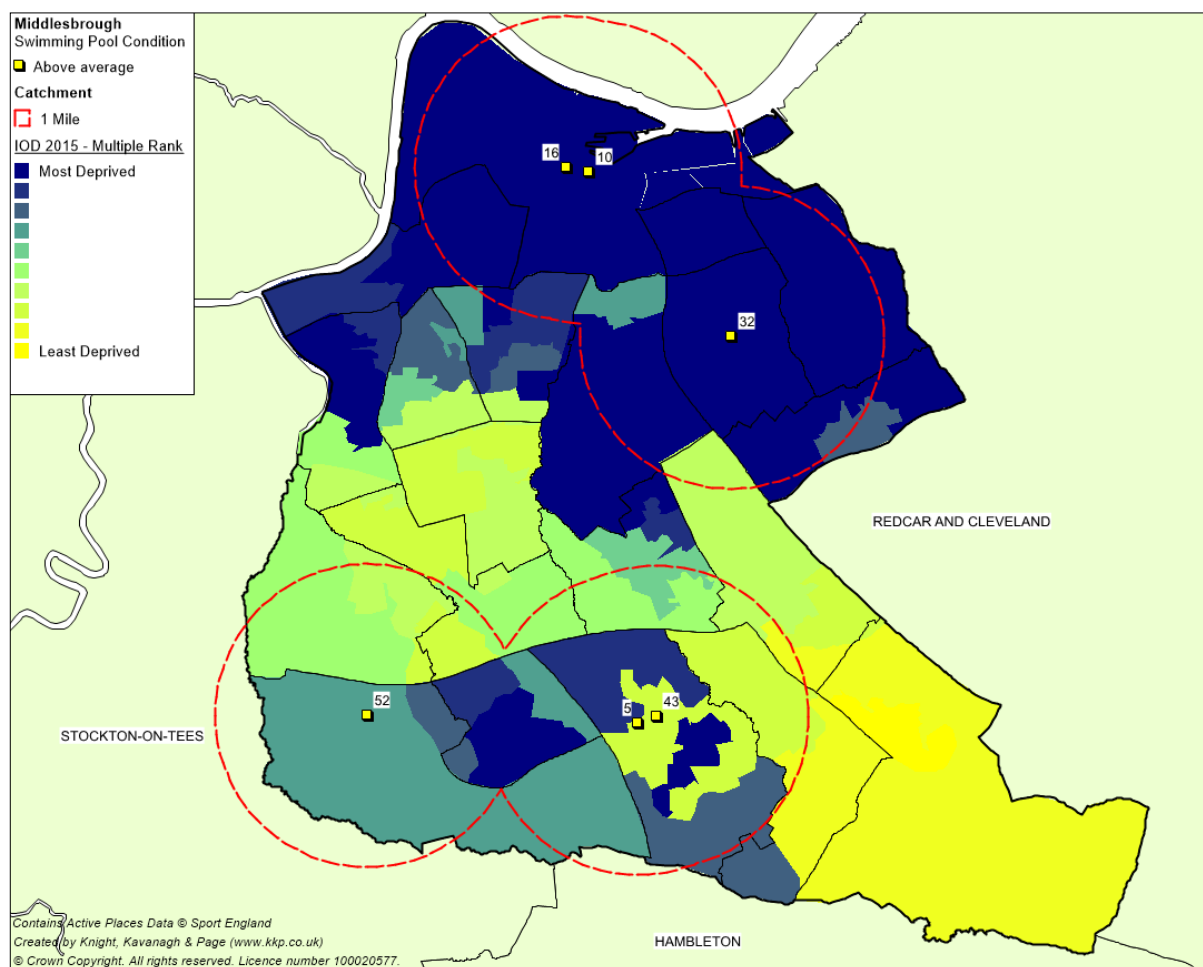 Middlesbrough
Swimming Pool Condition
Above average
Catchment
1 Mile
IOD 2015 - Multiple Rank
Most Deprived
Least Deprived
16
10
32
REDCAR AND CLEVELAND
52
5
43
STOCKTON-ON-TEES
HAMBLETON
Contains Active Places Data © Sport England
Created by Knight, Kavanagh & Page (www.kkp.co.uk)
© Crown Copyright. All rights reserved. Licence number 100020577.